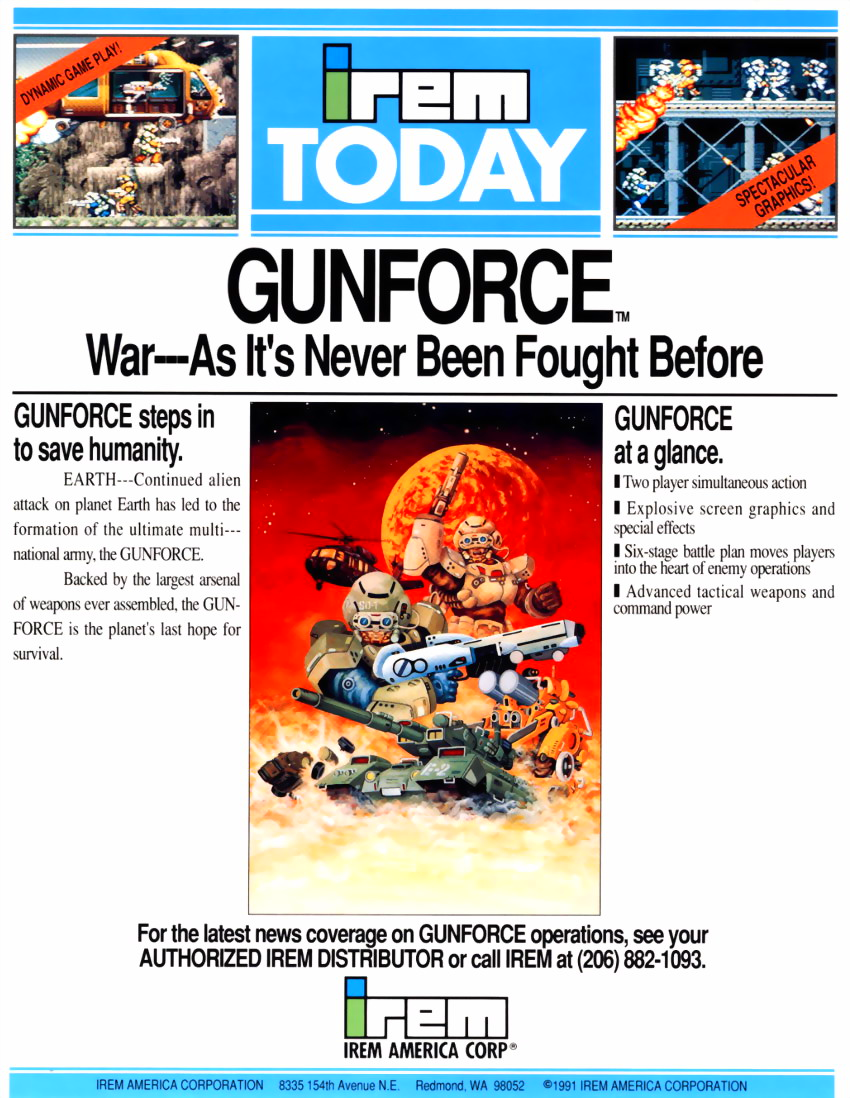 DYNAMIC GAME PLAY!
irem
TODAY
SPECTACULAR
GRAPHICS!
GUNFORCE™
War---As It's Never Been Fought Before
GUNFORCE steps in
to save humanity.
EARTH---Continued alien
attack on planet Earth has led to the
formation of the ultimate multi---
national army, the GUNFORCE.
Backed by the largest arsenal
of weapons ever assembled, the GUN-
FORCE is the planet's last hope for
survival.
GUNFORCE
at a glance.
▮ Two player simultaneous action
▮ Explosive screen graphics and
special effects
▮ Six-stage battle plan moves players
into the heart of enemy operations
▮ Advanced tactical weapons and
command power
For the latest news coverage on GUNFORCE operations, see your
AUTHORIZED IREM DISTRIBUTOR or call IREM at (206) 882-1093.
irem
IREM AMERICA CORP®
IREM AMERICA CORPORATION 8335 154th Avenue N.E. Redmond, WA 98052 ©1991 IREM AMERICA CORPORATION